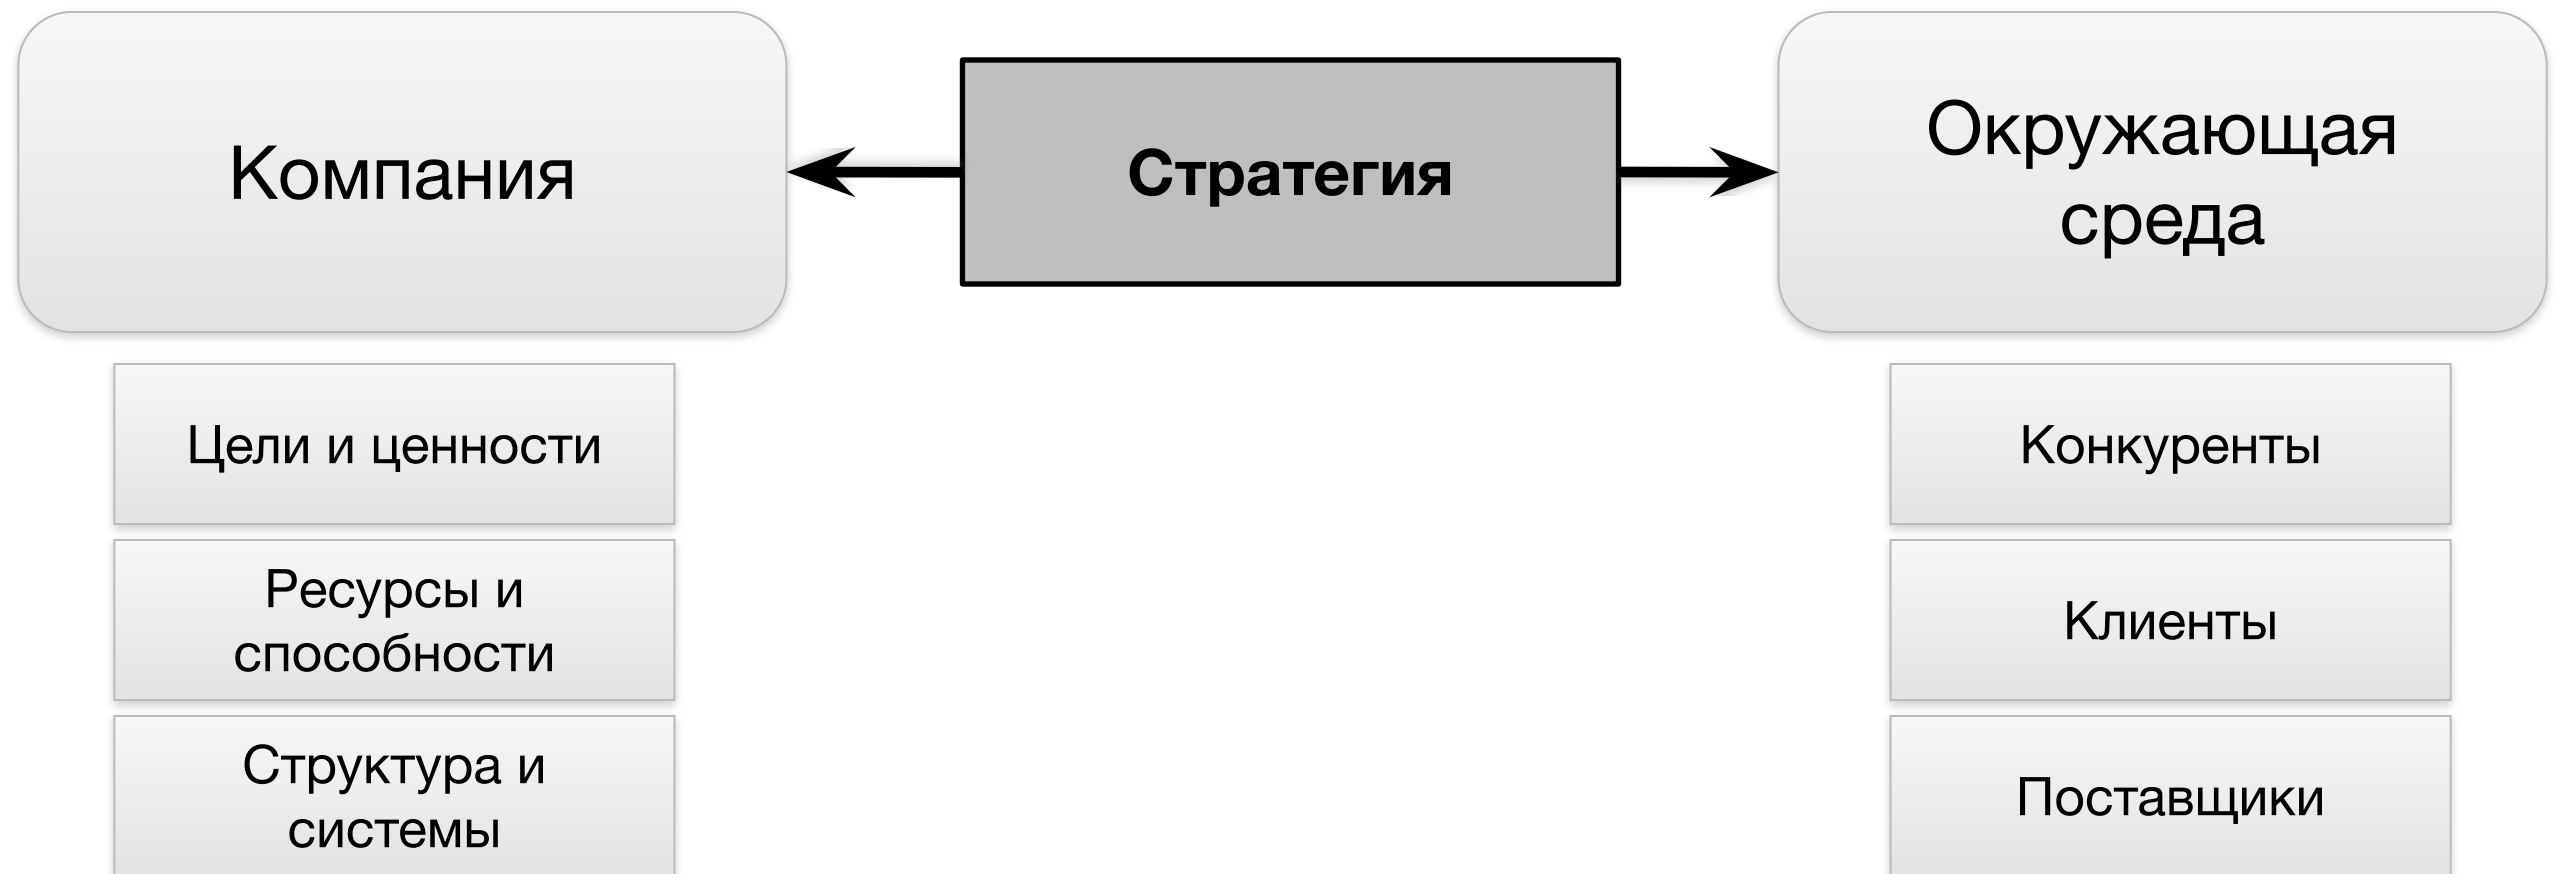 Компания
Стратегия
Окружающая
среда
Цели и ценности
Ресурсы и
способности
Структура и
системы
Конкуренты
Клиенты
Поставщики